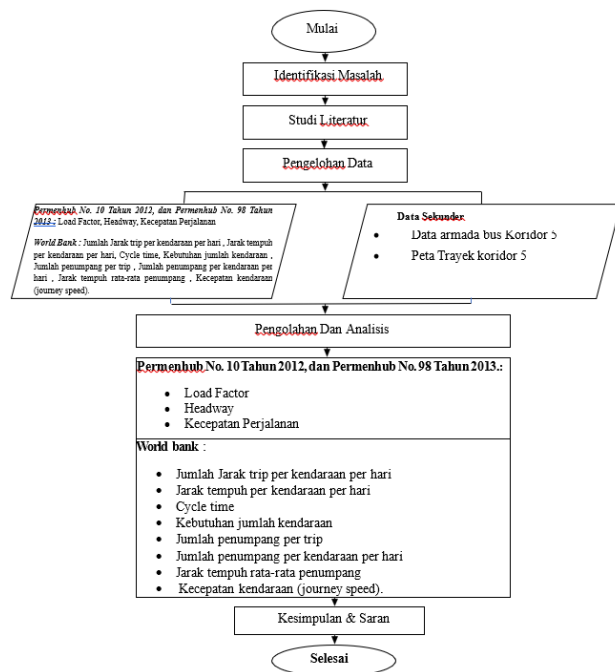 Mulai
Identifikasi Masalah
Studi Literatur
Pengelohan Data
Permenhub No. 10 Tahun 2012, dan Permenhub No. 98 Tahun
2013.: Load Factor, Headway, Kecepatan Perjalanan
World Bank : Jumlah Jarak trip per kendaraan per hari , Jarak tempuh
per kendaraan per hari, Cycle time, Kebutuhan jumlah kendaraan ,
Jumlah penumpang per trip , Jumlah penumpang per kendaraan per
hari , Jarak tempuh rata-rata penumpang , Kecepatan kendaraan
(journey speed).
Data Sekunder
• Data armada bus Koridor 5
• Peta Trayek koridor 5
Pengolahan Dan Analisis
Permenhub No. 10 Tahun 2012, dan Permenhub No. 98 Tahun 2013.:
• Load Factor
• Headway
• Kecepatan Perjalanan
World bank :
• Jumlah Jarak trip per kendaraan per hari
• Jarak tempuh per kendaraan per hari
• Cycle time
• Kebutuhan jumlah kendaraan
• Jumlah penumpang per trip
• Jumlah penumpang per kendaraan per hari
• Jarak tempuh rata-rata penumpang
• Kecepatan kendaraan (journey speed).
Kesimpulan & Saran
Selesai